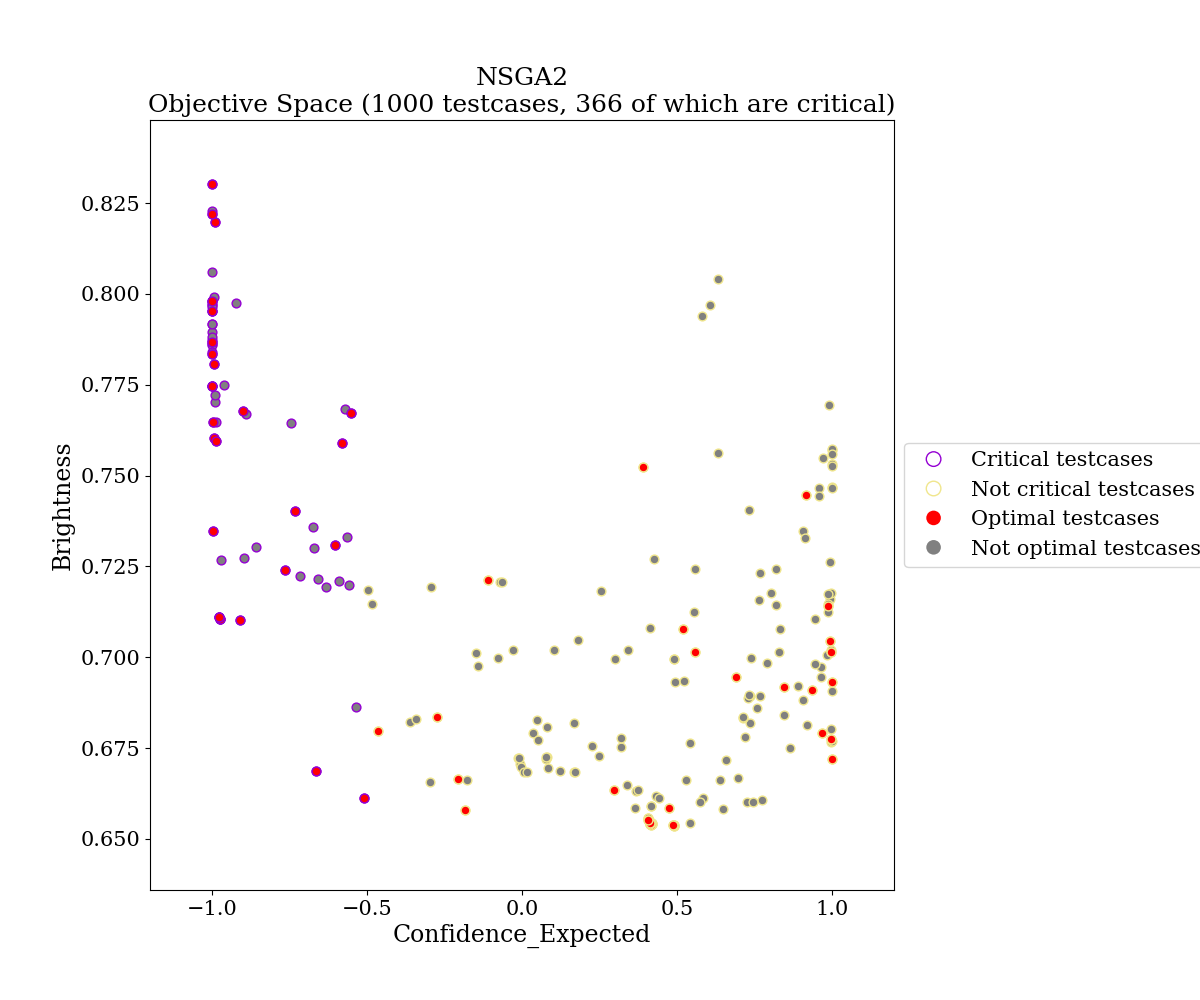 NSGA2
Objective Space (1000 testcases, 366 of which are critical)
0.825
0.800
0.775
0.750
0.725
0.700
0.675
0.650
Brightness
−1.0
−0.5
0.0
0.5
1.0
Confidence_Expected
Critical testcases
Not critical testcases
Optimal testcases
Not optimal testcases